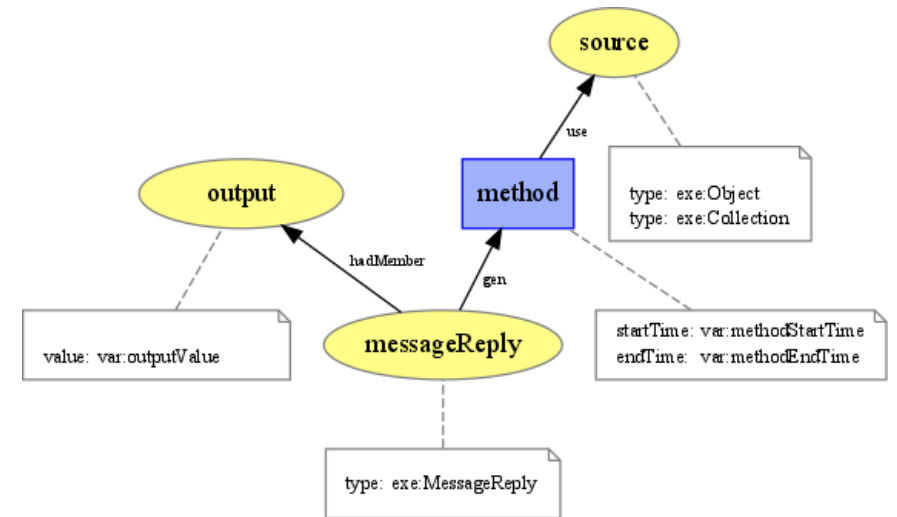 source
use
method
type: exe:Object
type: exe:Collection
output
hadMember
gen
startTime: var:methodStartTime
endTime: var:methodEndTime
messageReply
value: var:outputValue
type: exe:MessageReply